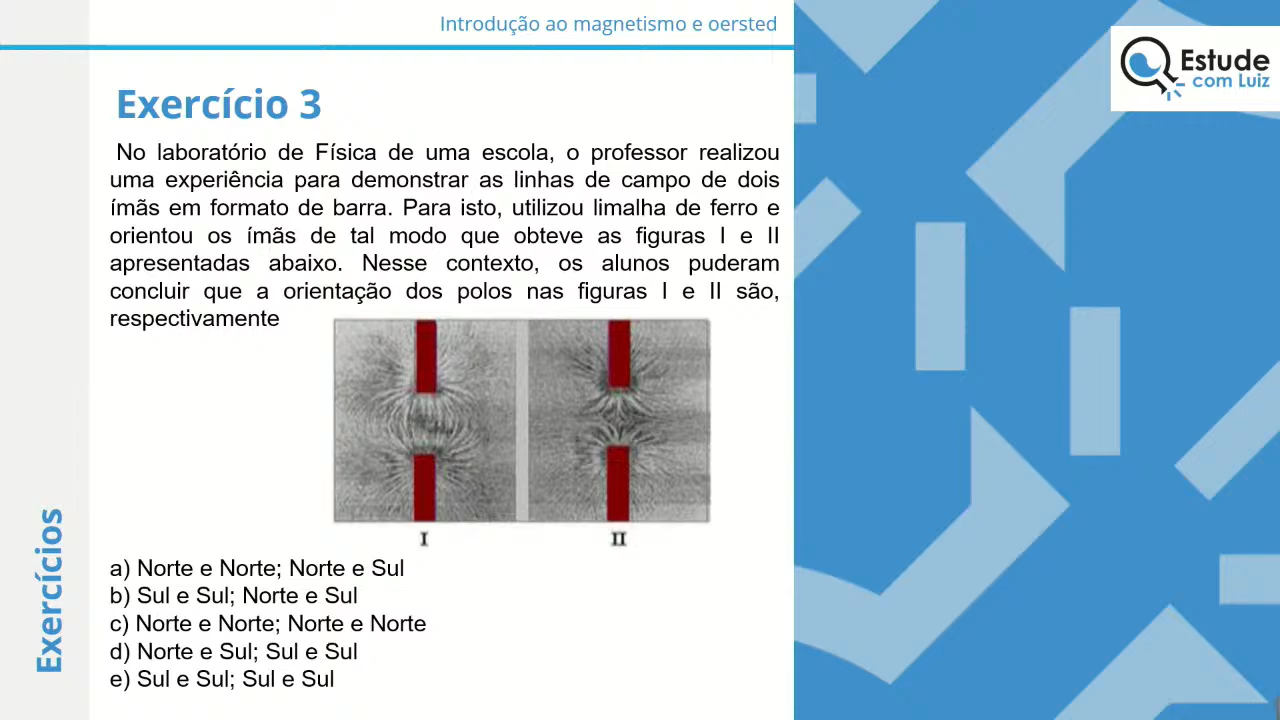 Introdução ao magnetismo e oersted
Estude
com Luiz
Exercício 3
No laboratório de Física de uma escola, o professor realizou
uma experiência para demonstrar as linhas de campo de dois
ímãs em formato de barra. Para isto, utilizou limalha de ferro e
orientou os ímãs de tal modo que obteve as figuras I e II
apresentadas abaixo. Nesse contexto, os alunos puderam
concluir que a orientação dos polos nas figuras I e II são,
respectivamente
I
II
a) Norte e Norte; Norte e Sul
b) Sul e Sul; Norte e Sul
c) Norte e Norte; Norte e Norte
d) Norte e Sul; Sul e Sul
e) Sul e Sul; Sul e Sul
Exercícios